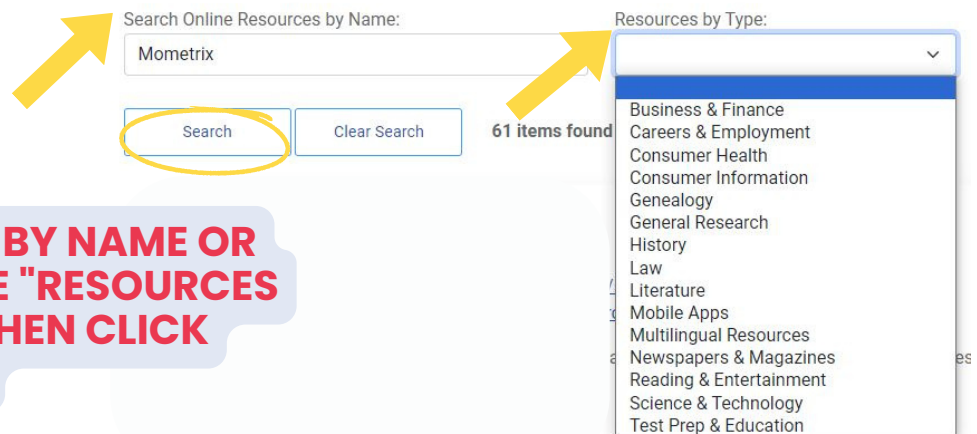 Search Online Resources by Name:
Mometrix
Search
Clear Search
61 items found
Resources by Type:
Business & Finance
Careers & Employment
Consumer Health
Consumer Information
Genealogy
General Research
History
Law
Literature
Mobile Apps
Multilingual Resources
Newspapers & Magazines
Reading & Entertainment
Science & Technology
Test Prep & Education
BY NAME OR
"RESOURCES
CLICK